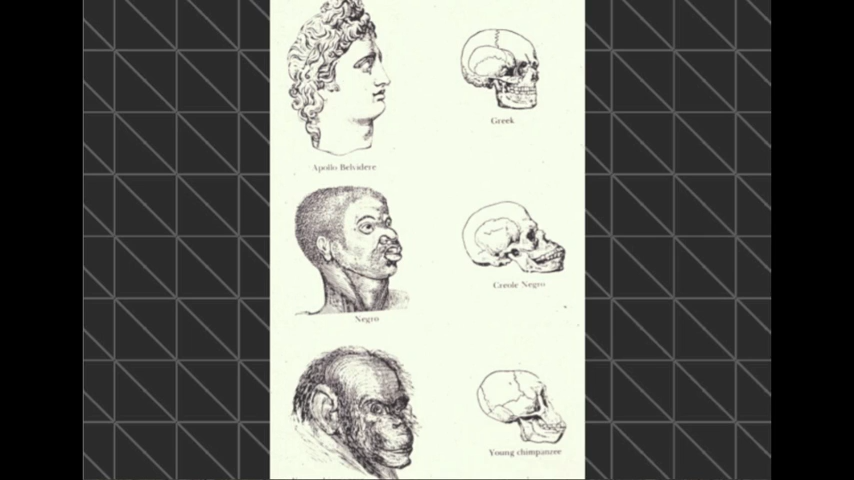 Apollo Belvidere
Greek
Negro
Creole Negro
Young chimpanzee